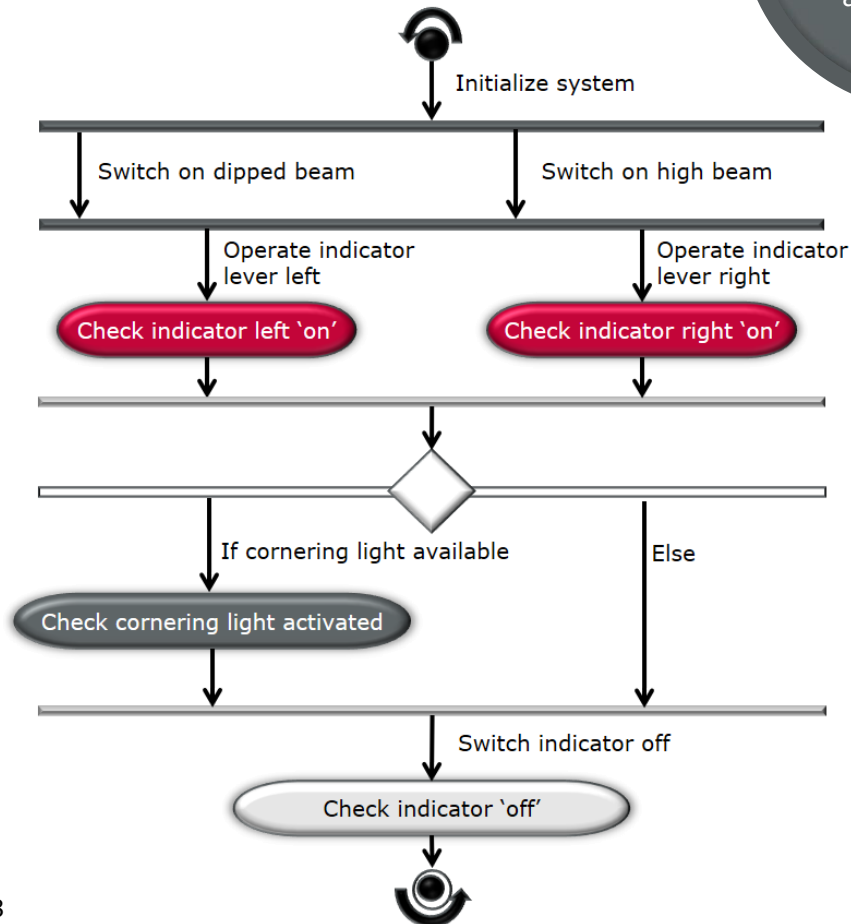 Initialize system
Switch on dipped beam
Switch on high beam
Operate indicator
lever left
Operate indicator
lever right
Check indicator left ‘on’
Check indicator right ‘on’
If cornering light available
Else
Check cornering light activated
Switch indicator off
Check indicator ‘off’